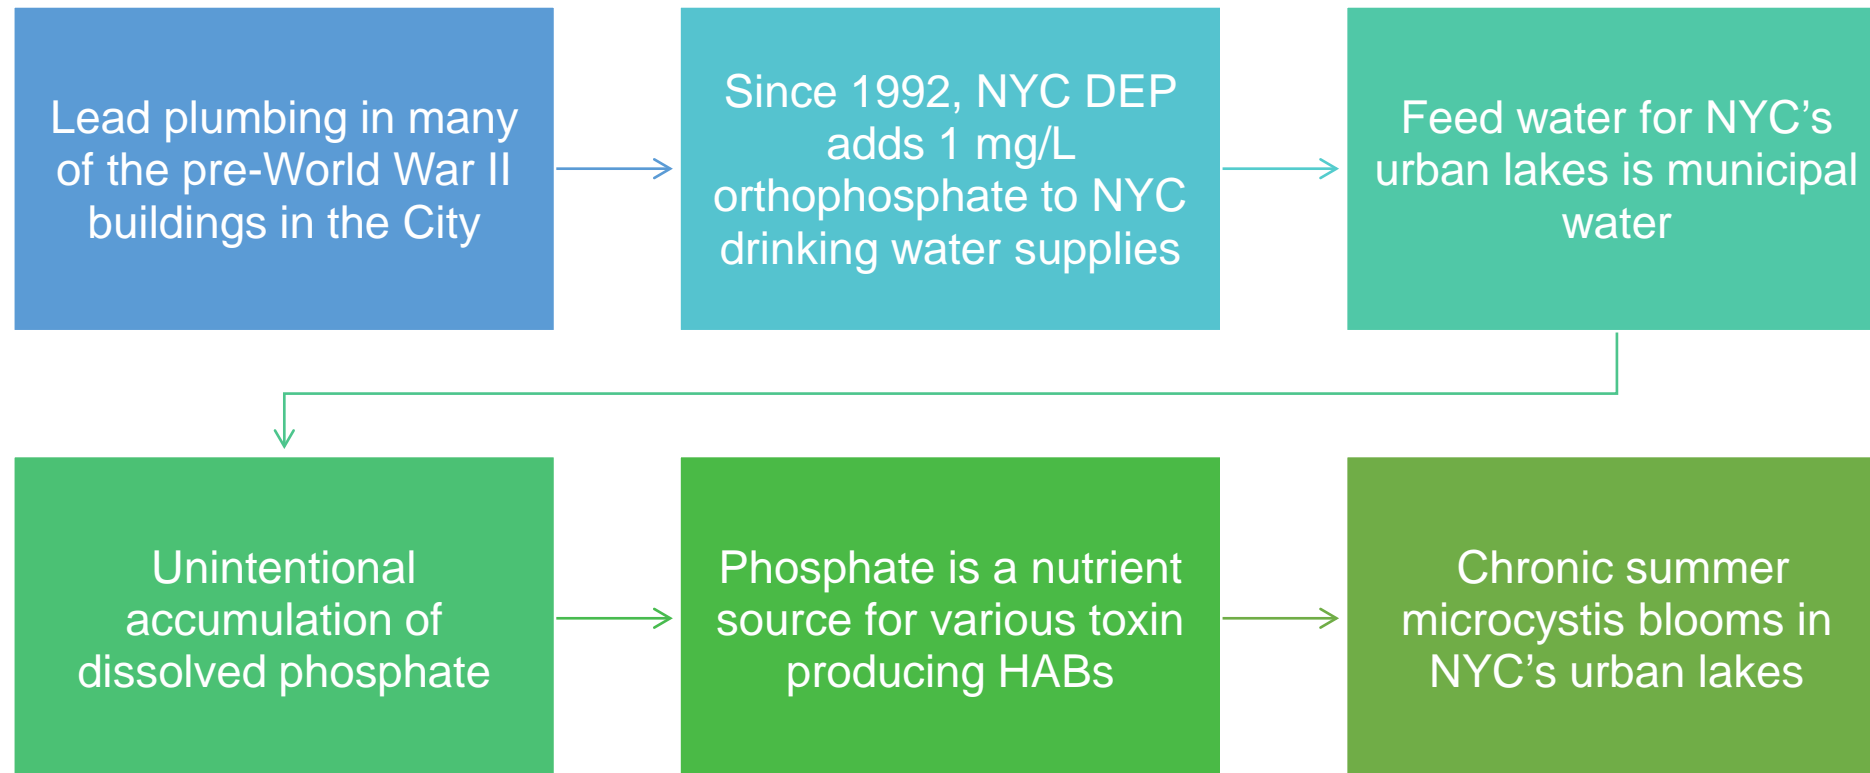 Lead plumbing in many
of the pre-World War II
buildings in the City
Since 1992, NYC DEP
adds 1 mg/L
orthophosphate to NYC
drinking water supplies
Feed water for NYC’s
urban lakes is municipal
water
Unintentional
accumulation of
dissolved phosphate
Phosphate is a nutrient
source for various toxin
producing HABs
Chronic summer
microcystis blooms in
NYC’s urban lakes